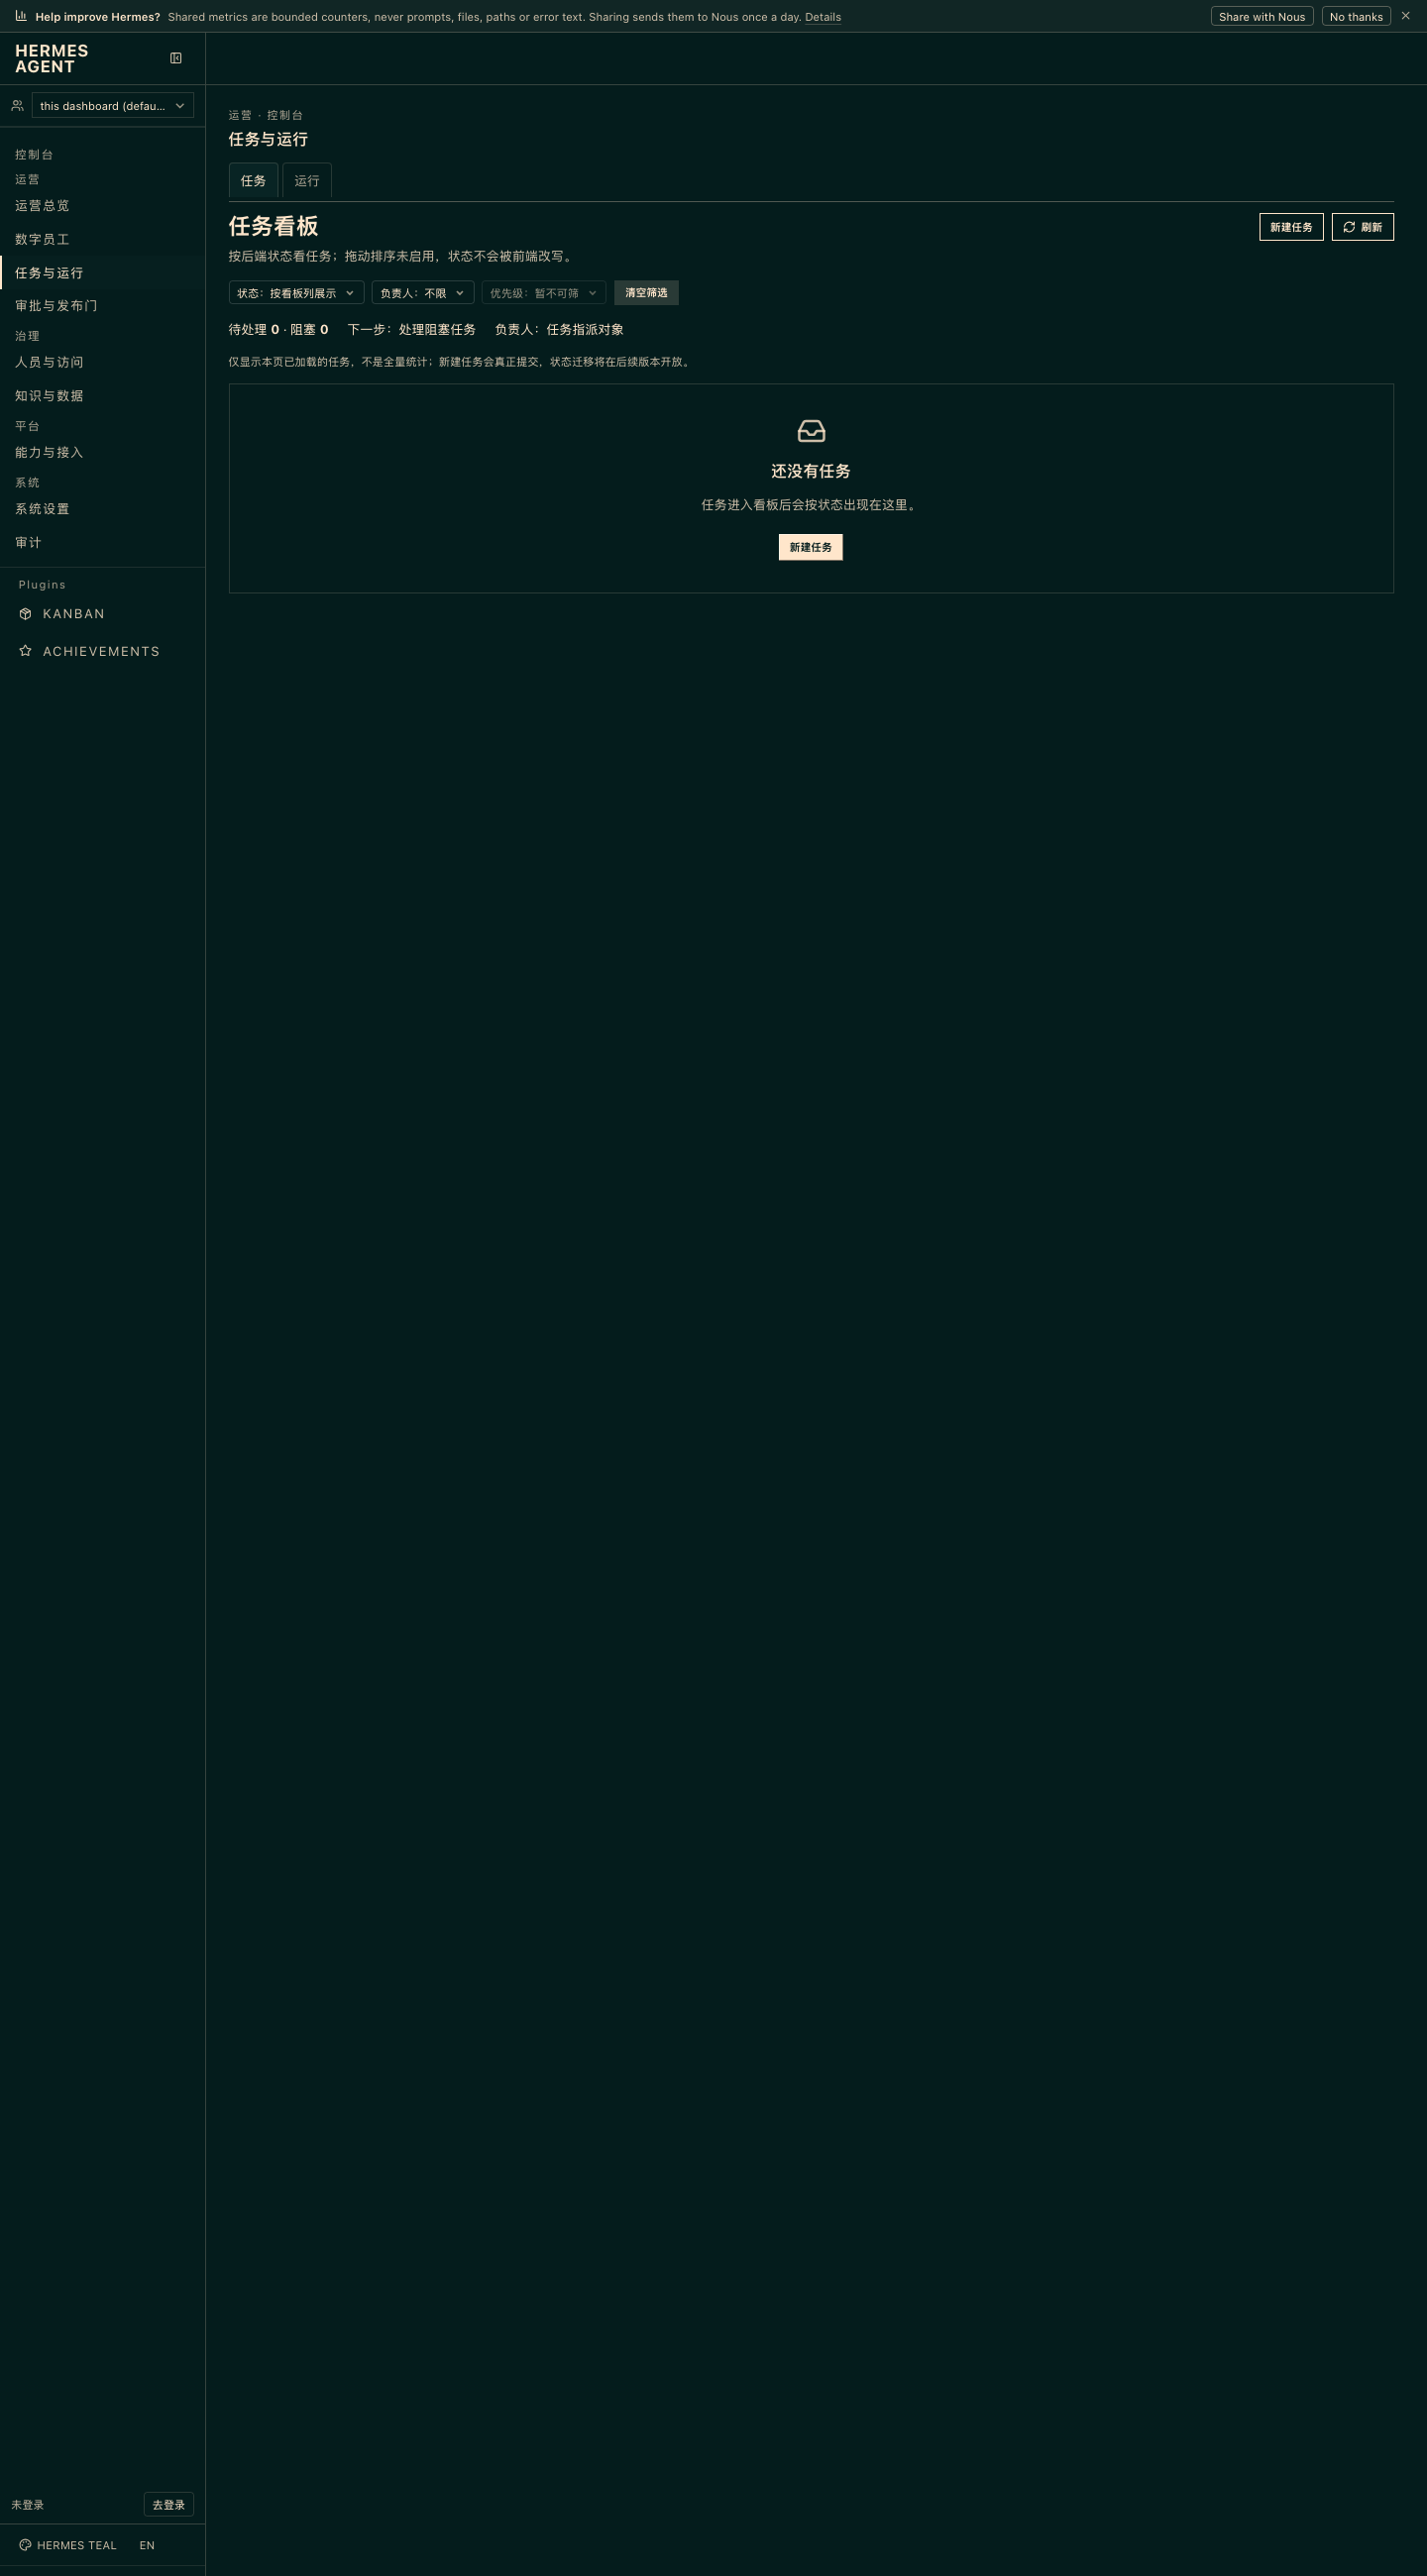 Help improve Hermes? Shared metrics are bounded counters, never prompts, files, paths or error text. Sharing sends them to Nous once a day. Details
Share with Nous
No thanks
HERMES
AGENT
this dashboard (defau...
控制台
运营
运营总览
数字员工
任务与运行
审批与发布门
治理
人员与访问
知识与数据
平台
能力与接入
系统
系统设置
审计
Plugins
KANBAN
ACHIEVEMENTS
未登录
去登录
HERMES TEAL
EN
运营 · 控制台
任务与运行
任务
运行
任务看板
新建任务
刷新
按后端状态看任务；拖动排序未启用，状态不会被前端改写。
状态：按看板列展示
负责人：不限
优先级：暂不可筛
清空筛选
待处理 0 · 阻塞 0 下一步：处理阻塞任务 负责人：任务指派对象
仅显示本页已加载的任务，不是全量统计；新建任务会真正提交，状态迁移将在后续版本开放。
还没有任务
任务进入看板后会按状态出现在这里。
新建任务